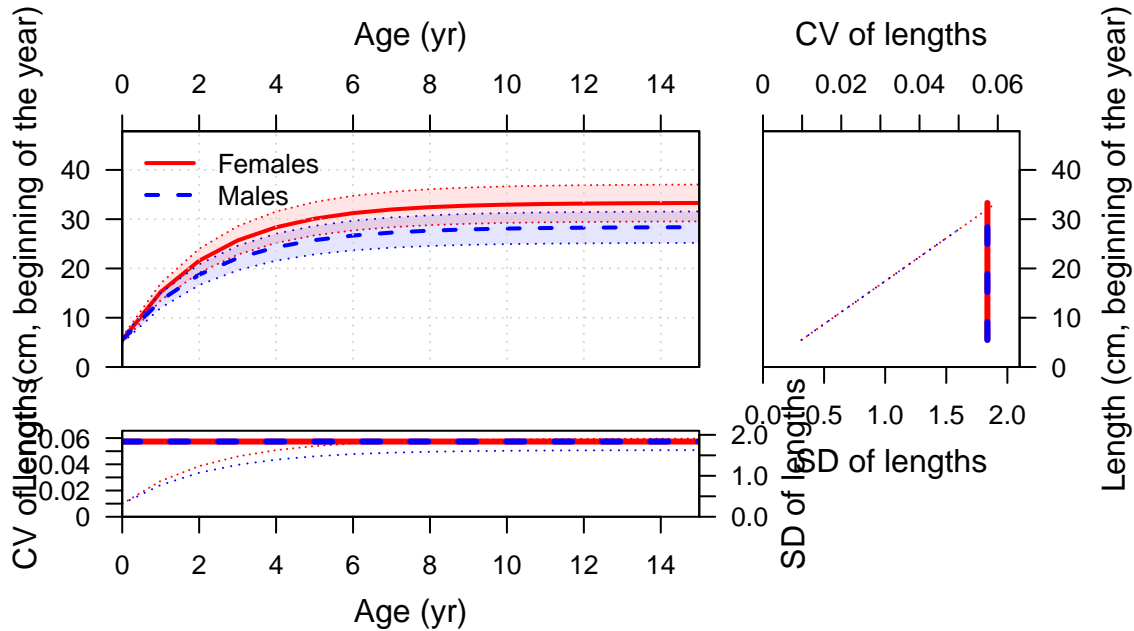 Age (yr)
CV of lengths
0 2 4 6 8 10 12 14
0 0.02 0.04 0.06
Length (cm, beginning of the year)
Length (cm, beginning of the year)
40
30
20
10
0
Females
Males
40
30
20
10
0
0.0 0.5 1.0 1.5 2.0
SD of lengths
CV of lengths
0.06
0.04
0.02
0
2.0
1.0
0.0
SD of lengths
0 2 4 6 8 10 12 14
Age (yr)